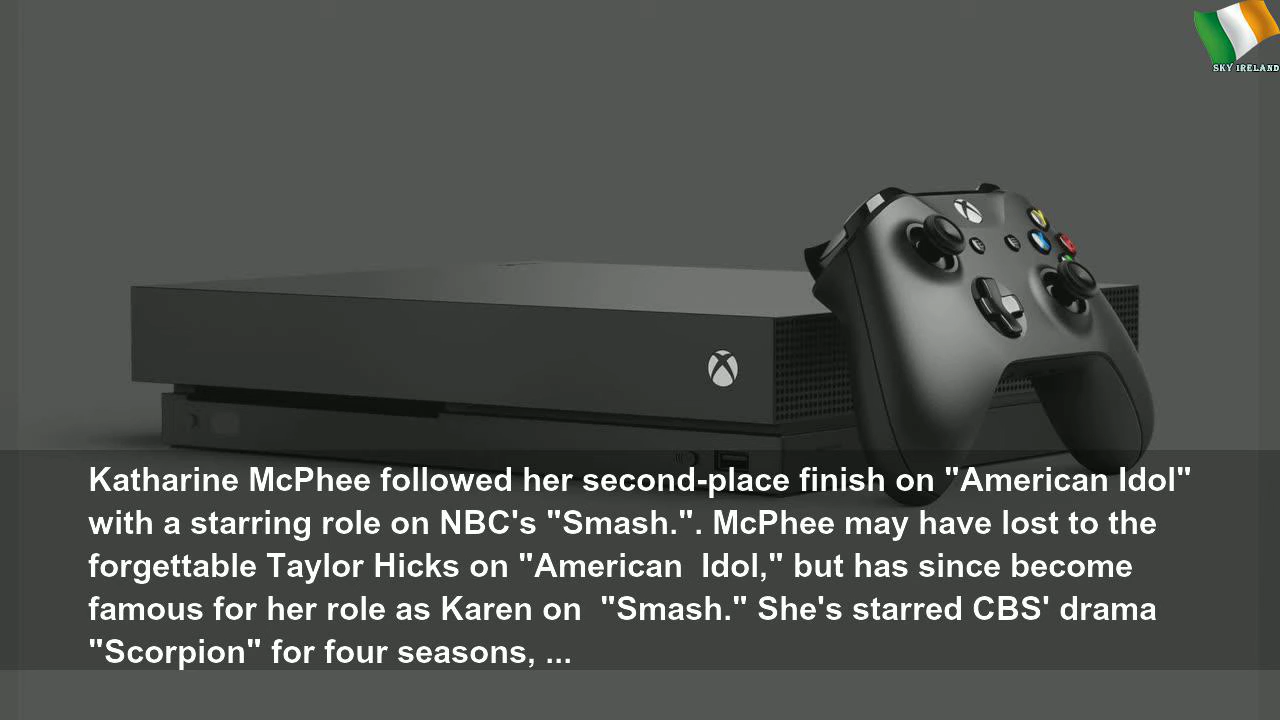 SKY IRELAND
Katharine McPhee followed her second-place finish on "American Idol"
with a starring role on NBC's "Smash.". McPhee may have lost to the
forgettable Taylor Hicks on "American  Idol," but has since become
famous for her role as Karen on  "Smash." She's starred CBS' drama
"Scorpion" for four seasons, ...